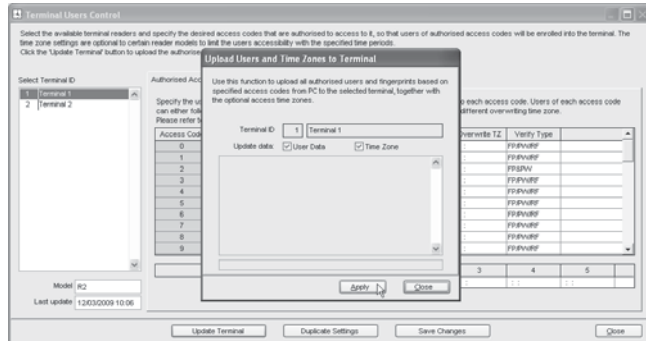 Terminal Users Control
Select the available terminal readers and specify the desired access codes that are authorised to access to it, so that users of authorised access codes will be enrolled into the terminal. The
time zone settings are optional to certain reader models to limit the users accessibility with the specified time periods.
Click the 'Update Terminal' button to upload the authorise
Upload Users and Time Zones to Terminal
Use this function to upload all authorised users and fingerprints based on
specified access codes from PC to the selected terminal, together with
the optional access time zones.
Terminal ID 1 Terminal 1
Update data: User Data Time Zone
Apply Close
Select Terminal ID
1 Terminal 1
2 Terminal 2
Authorised Acc
Specify the us
can either foll
Please refer t
o each access code. Users of each access code
different overwriting time zone.
Access Code Overwrite TZ Verify Type
0 : FP/PW/RF
1 : FP/PW/RF
2 : FP&PW
3 : FP/PW/RF
4 : FP/PW/RF
5 : FP/PW/RF
6 : FP/PW/RF
7 : FP/PW/RF
8 : FP/PW/RF
9 : FP/PW/RF
3 4 5
: : : : :
Model R2
Last update 12/03/2009 10:06
Update Terminal Duplicate Settings Save Changes Close